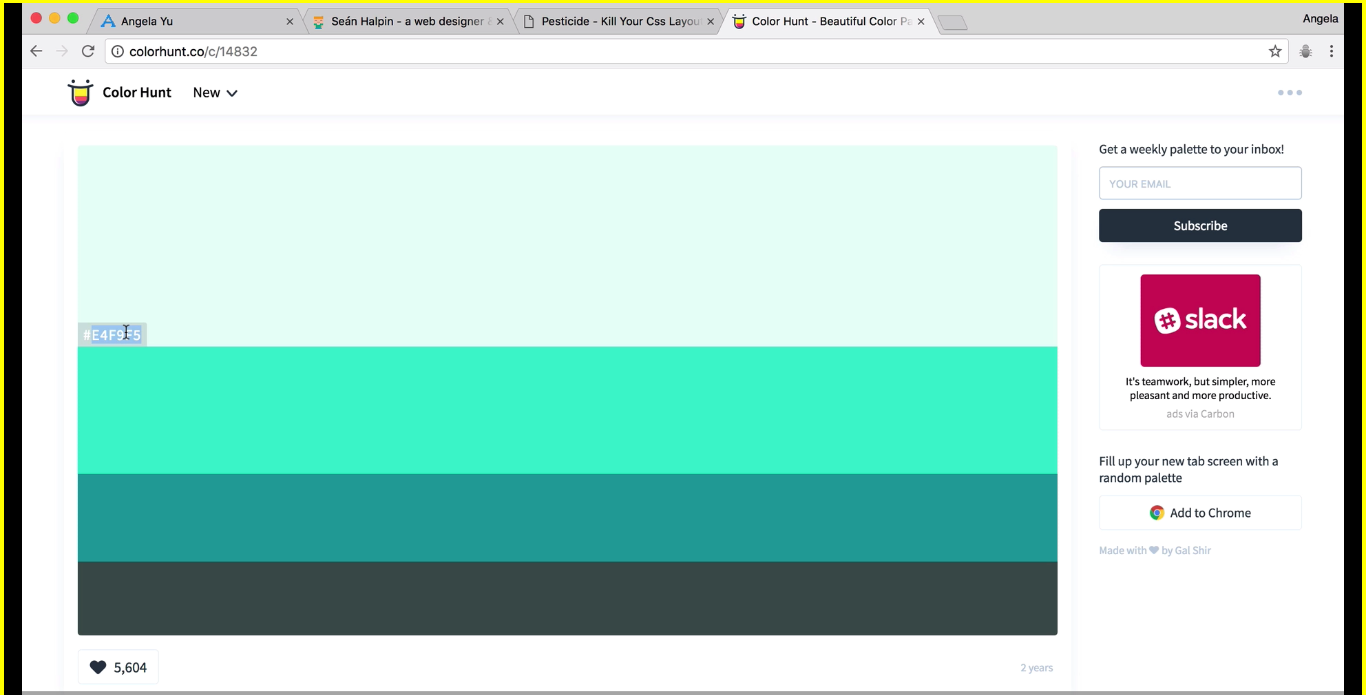 Angela Yu
Seán Halpin - a web designer
Pesticide - Kill Your Css Layou
Color Hunt - Beautiful Color Pa
Angela
colorhunt.co/c/14832
Color Hunt
New
#E4F9F5
5,604
2 years
Get a weekly palette to your inbox!
YOUR EMAIL
Subscribe
slack
It's teamwork, but simpler, more
pleasant and more productive.
ads via Carbon
Fill up your new tab screen with a
random palette
Add to Chrome
Made with ❤ by Gal Shir